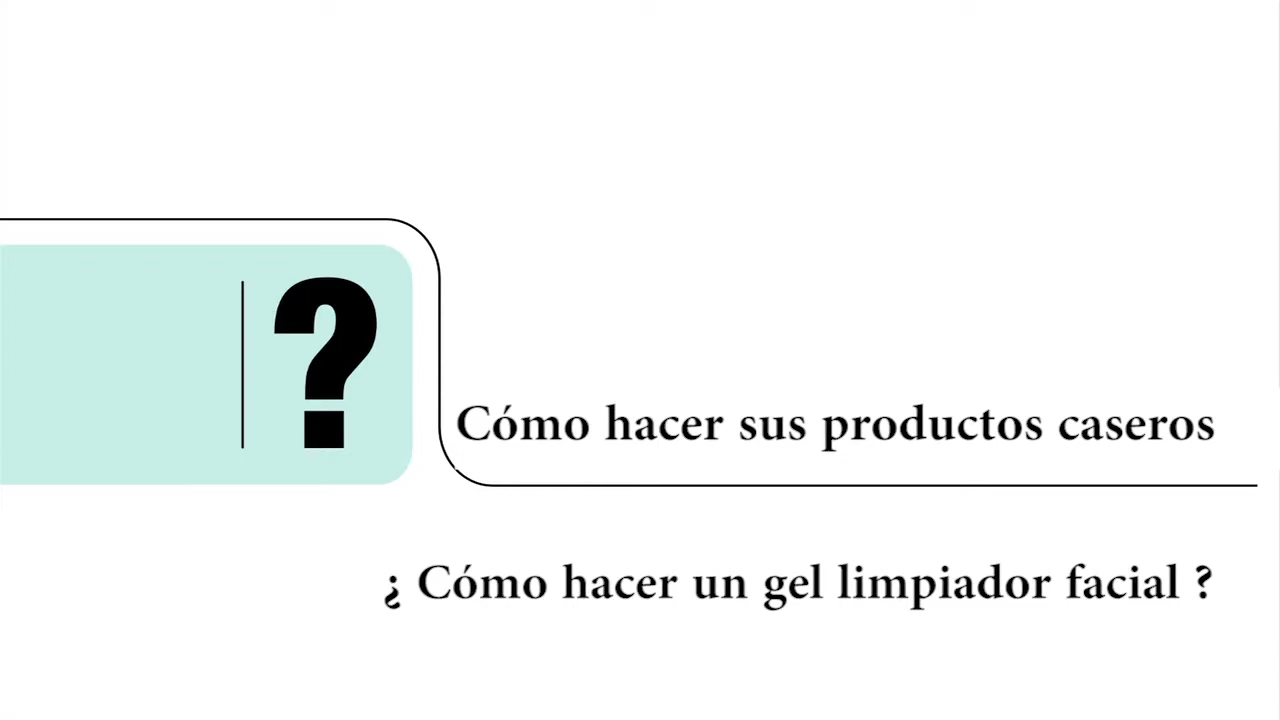 ?
Cómo hacer sus productos caseros
¿ Cómo hacer un gel limpiador facial ?